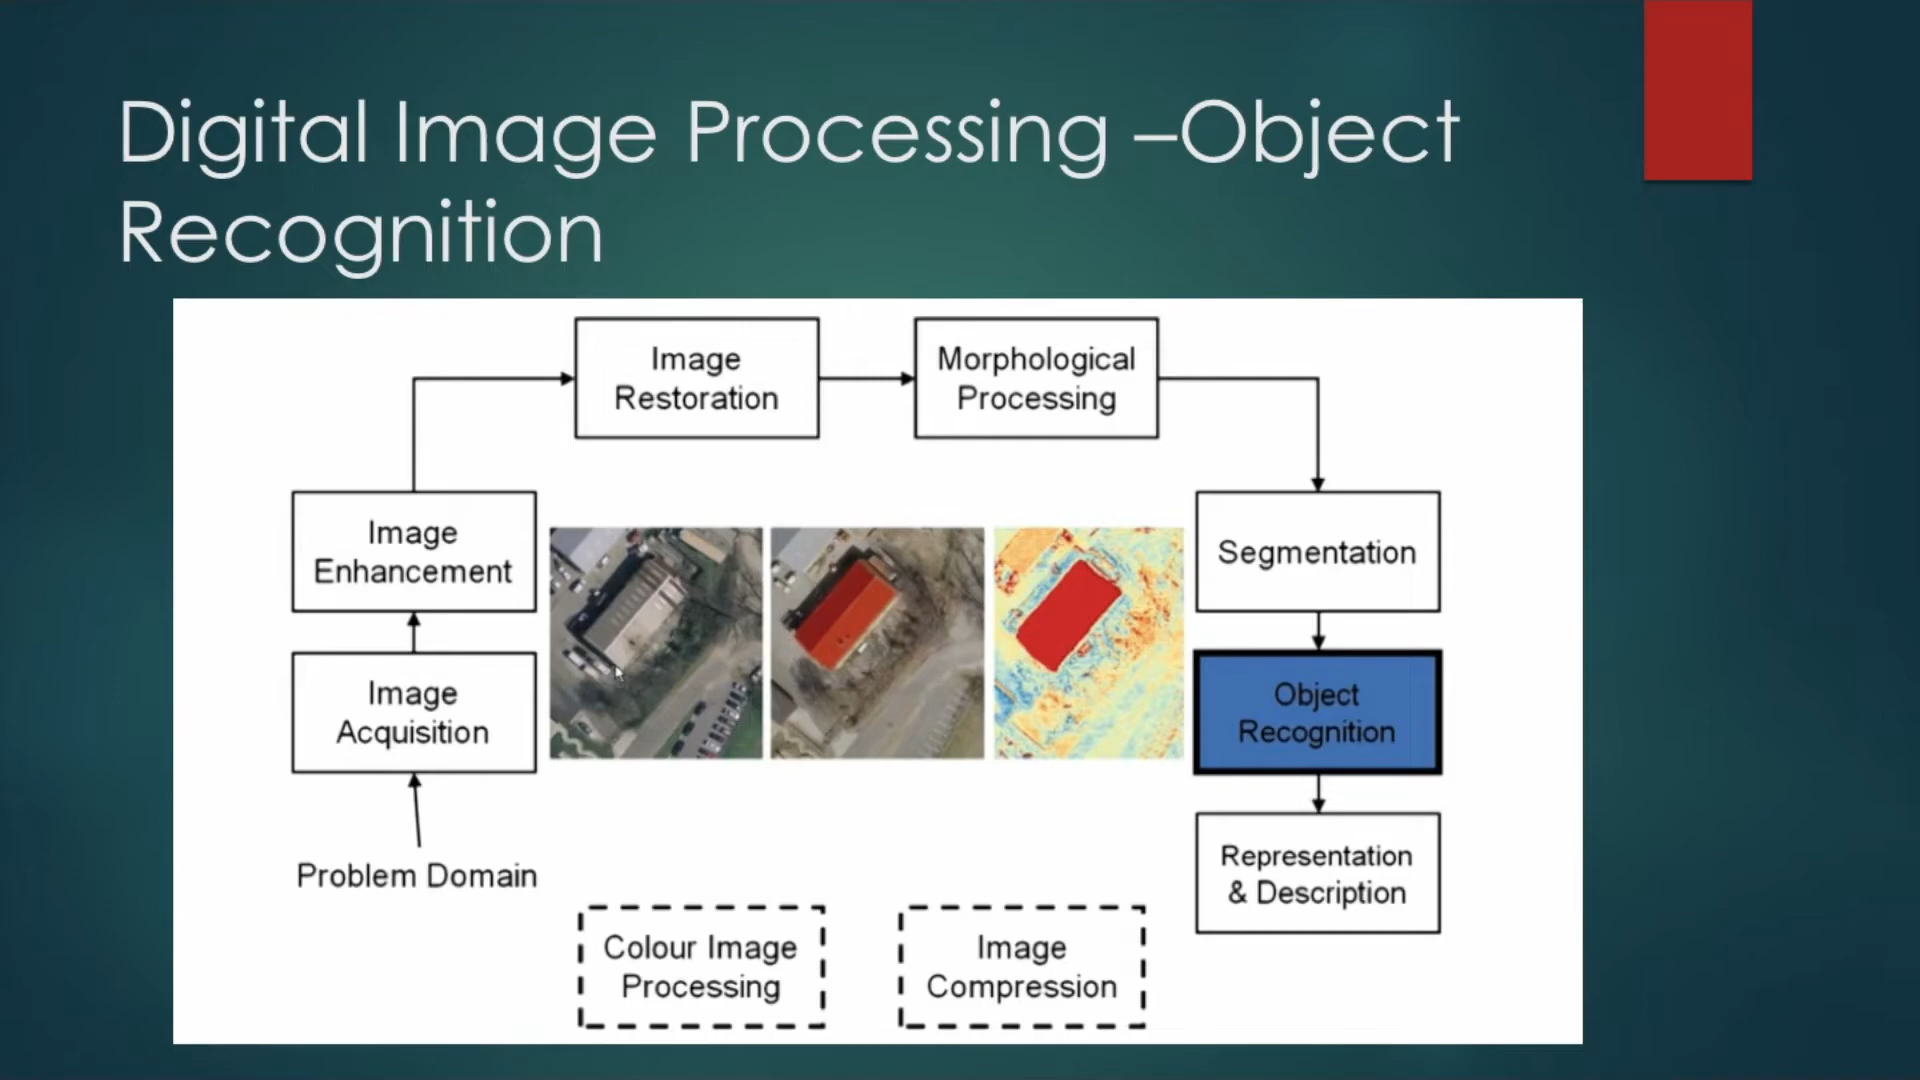 Digital Image Processing –Object
Recognition
Image
Restoration
Morphological
Processing
Image
Enhancement
Segmentation
Image
Acquisition
Object
Recognition
Problem Domain
Representation
& Description
Colour Image
Processing
Image
Compression